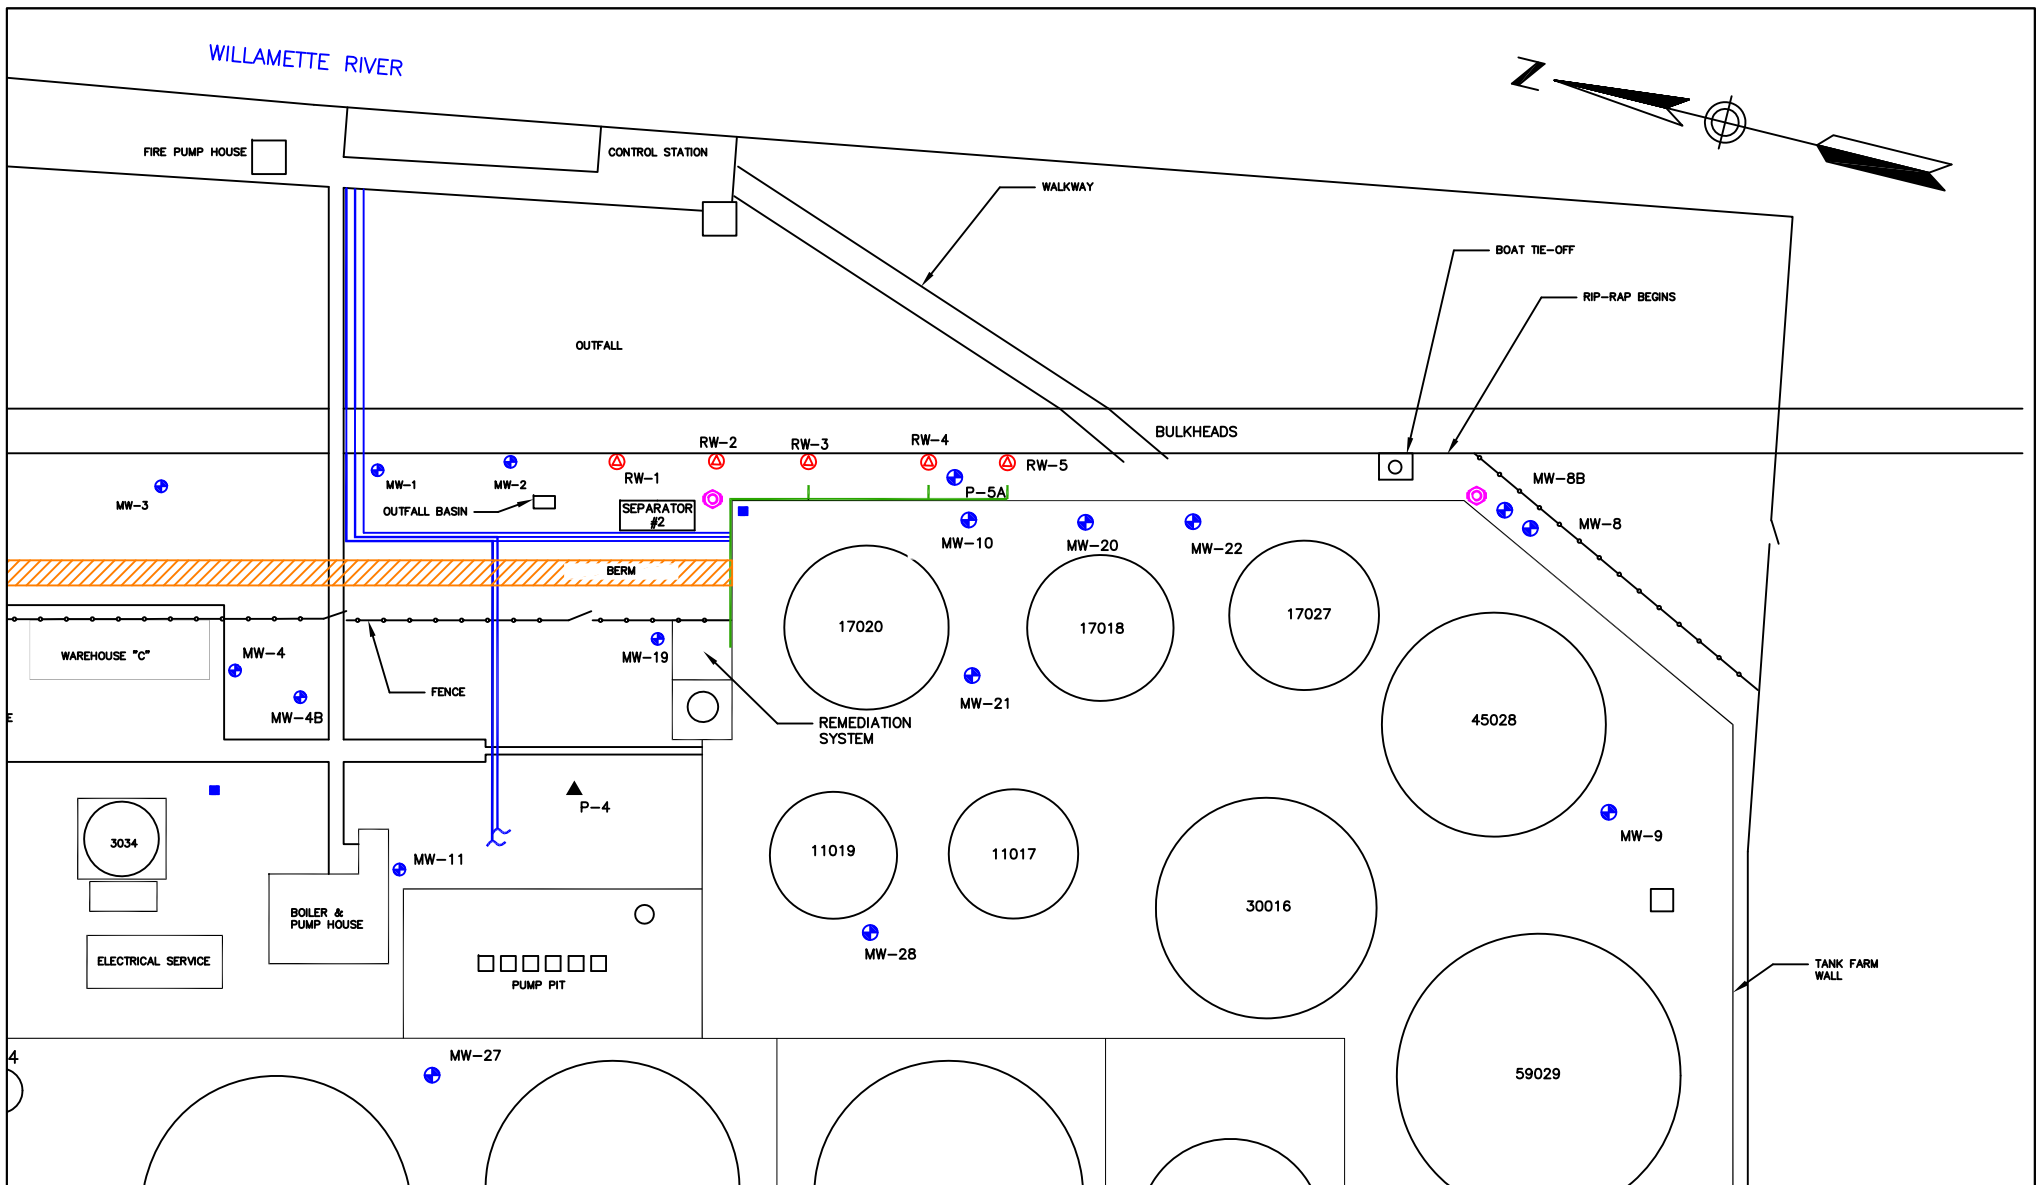 WILLAMETTE RIVER
N
FIRE PUMP HOUSE
CONTROL STATION
WALKWAY
BOAT TIE-OFF
RIP-RAP BEGINS
OUTFALL
BULKHEADS
RW-2
RW-3
RW-4
RW-1
RW-5
MW-8B
MW-1
MW-2
P-5A
MW-3
OUTFALL BASIN
SEPARATOR
#2
MW-8
MW-10
MW-20
MW-22
BERM
17020
17018
17027
WAREHOUSE "C"
MW-4
MW-19
FENCE
MW-21
MW-4B
E
REMEDIATION
SYSTEM
45028
P-4
MW-9
3034
MW-11
11019
11017
30016
BOILER &
PUMP HOUSE
MW-28
ELECTRICAL SERVICE
PUMP PIT
TANK FARM
WALL
4
MW-27
59029